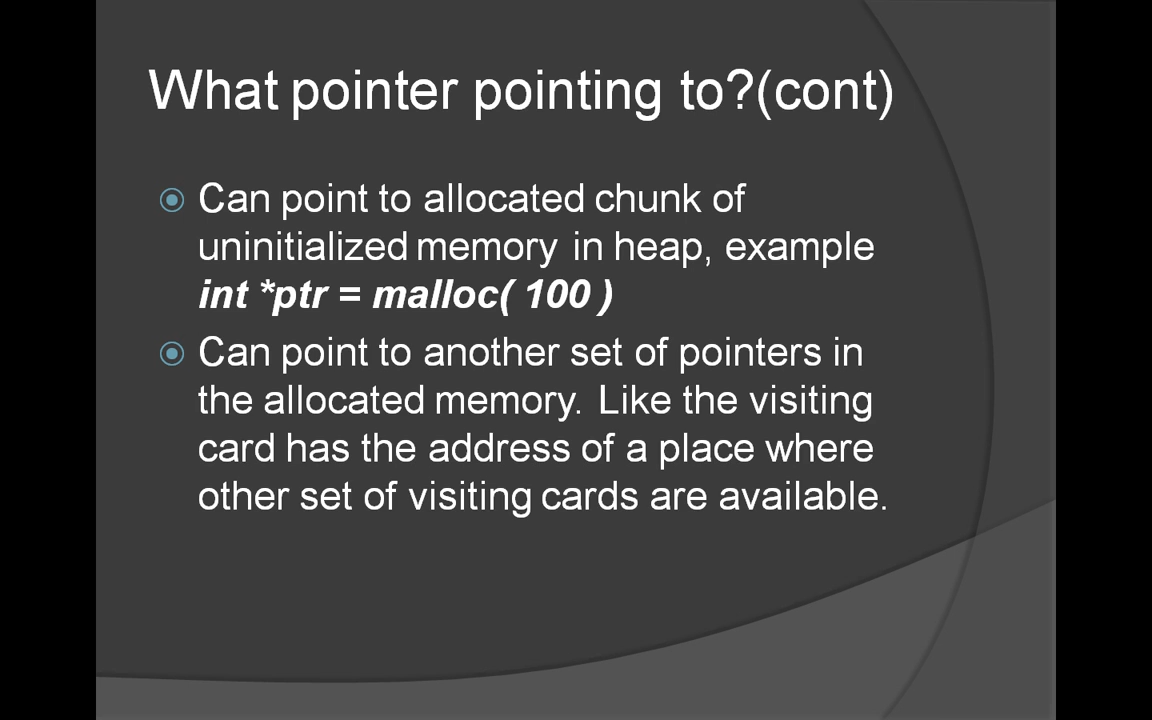 What pointer pointing to?(cont)
Can point to allocated chunk of
uninitialized memory in heap, example
int *ptr = malloc( 100 )
Can point to another set of pointers in
the allocated memory. Like the visiting
card has the address of a place where
other set of visiting cards are available.